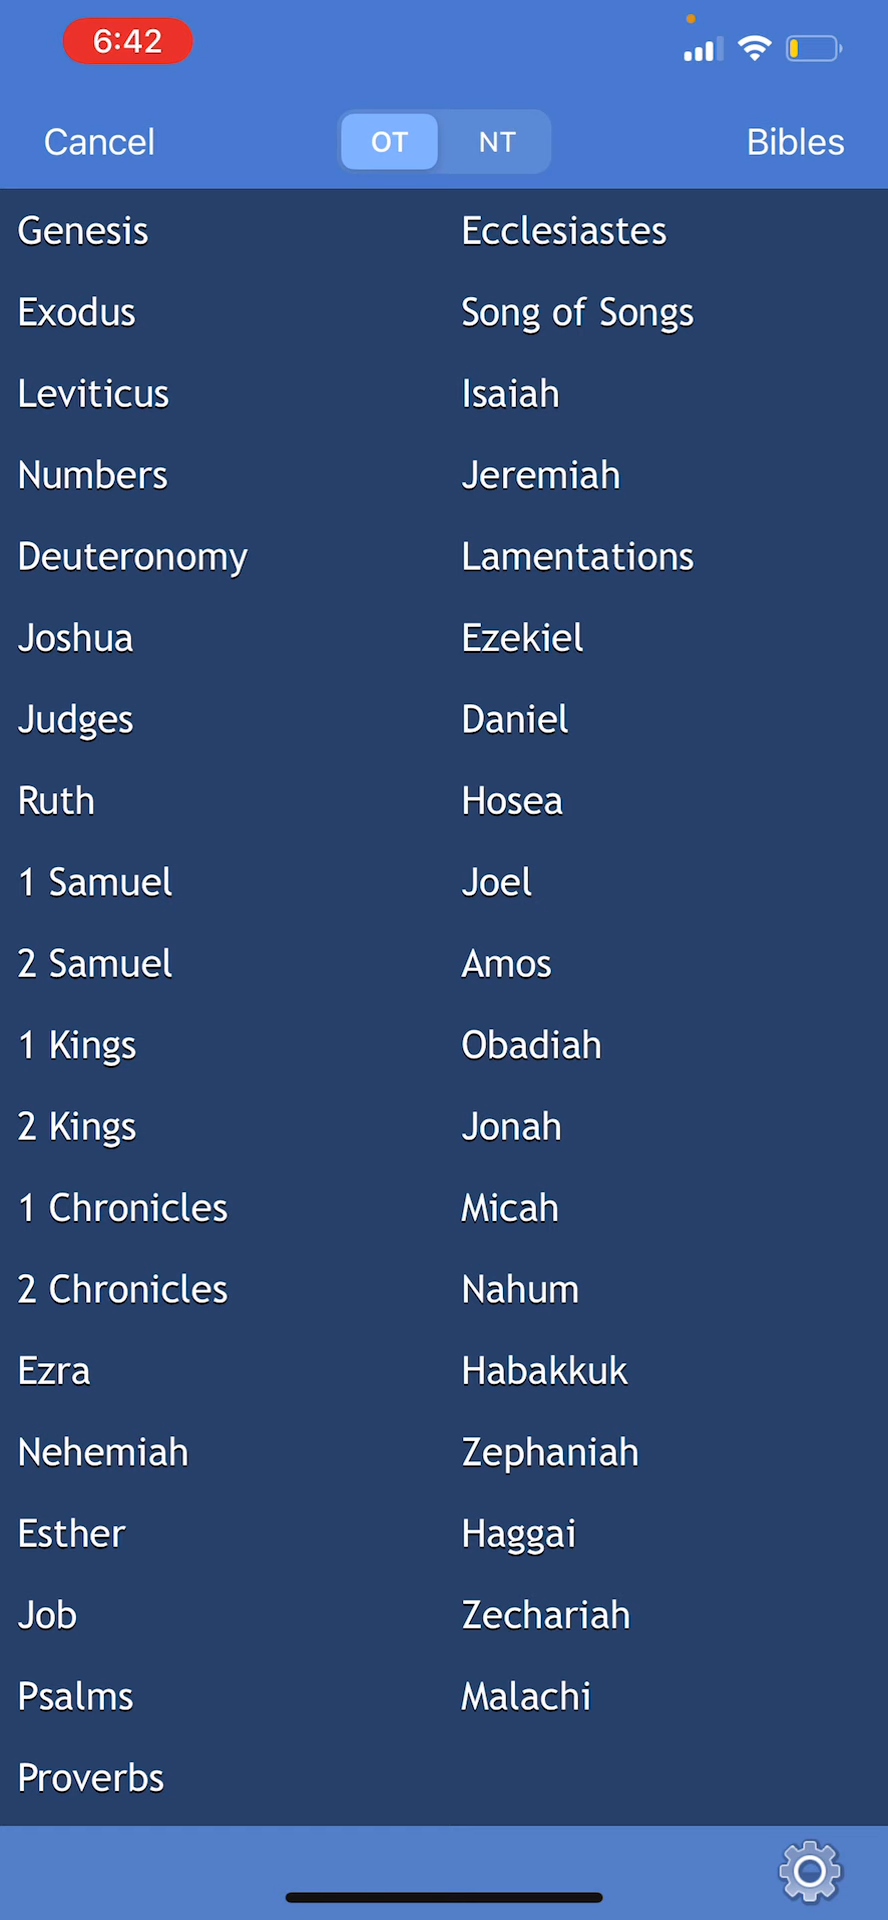 6:42
Cancel
OT
NT
Bibles
Genesis
Exodus
Leviticus
Numbers
Deuteronomy
Joshua
Judges
Ruth
1 Samuel
2 Samuel
1 Kings
2 Kings
1 Chronicles
2 Chronicles
Ezra
Nehemiah
Esther
Job
Psalms
Proverbs
Ecclesiastes
Song of Songs
Isaiah
Jeremiah
Lamentations
Ezekiel
Daniel
Hosea
Joel
Amos
Obadiah
Jonah
Micah
Nahum
Habakkuk
Zephaniah
Haggai
Zechariah
Malachi